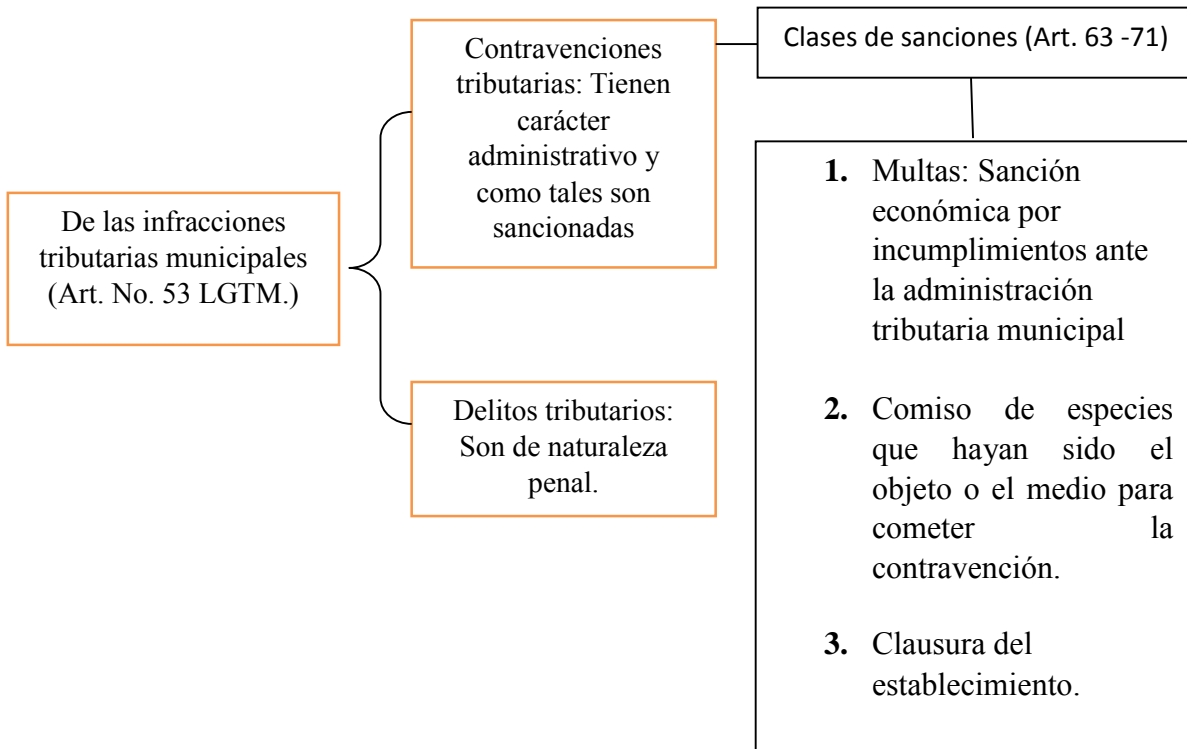 De las infracciones
tributarias municipales
(Art. No. 53 LGTM.)
Contravenciones
tributarias: Tienen
carácter
administrativo y
como tales son
sancionadas
Delitos tributarios:
Son de naturaleza
penal.
Clases de sanciones (Art. 63 -71)
1. Multas: Sanción
económica por
incumplimientos ante
la administración
tributaria municipal
2. Comiso de especies
que hayan sido el
objeto o el medio para
cometer la
contravención.
3. Clausura del
establecimiento.